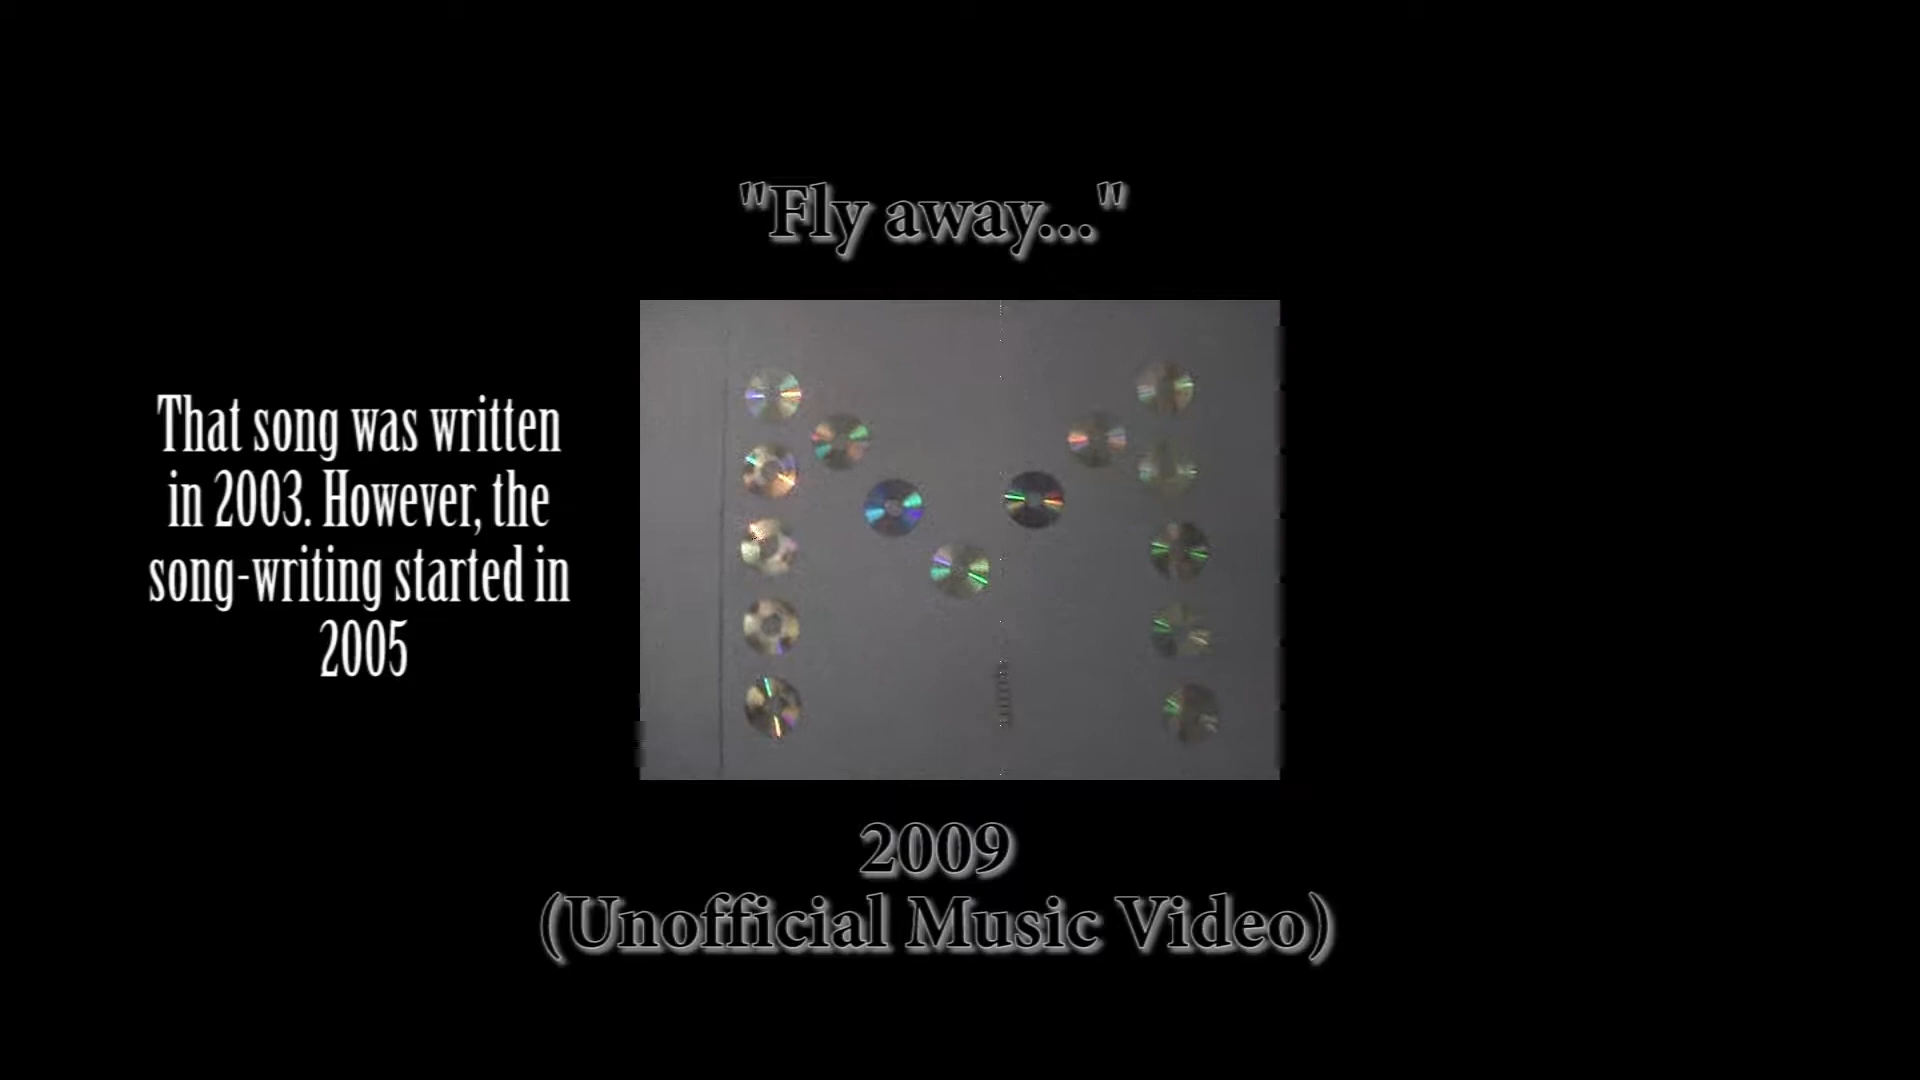 "Fly away..."
That song was written
in 2003. However, the
song-writing started in
2005
2009
(Unofficial Music Video)